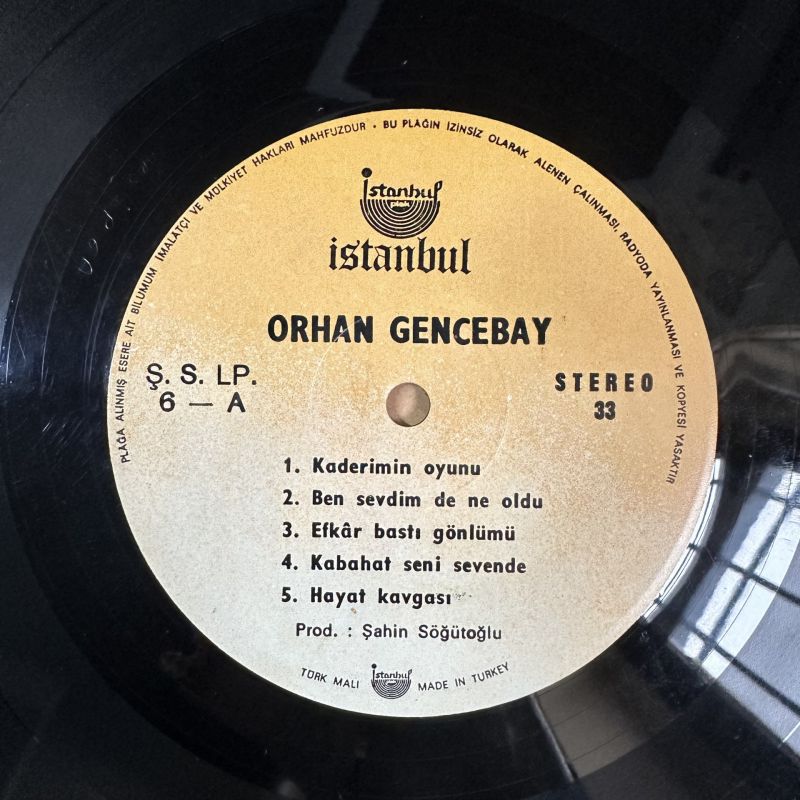 PLAĞA ALINMIŞ ESERE AİT BİLUMUM İMALATÇI VE MÜLKİYET HAKLARI MAHFUZDUR • BU PLAĞIN İZİNSİZ OLARAK ALENEN ÇALINMASI, RADYODA YAYINLANMASI VE KOPYESİ YASAKTIR
istanbul
plak
istanbul
ORHAN GENCEBAY
Ş. S. LP.
6 — A
STEREO
33
1. Kaderimin oyunu
2. Ben sevdim de ne oldu
3. Efkâr bastı gönlümü
4. Kabahat seni sevende
5. Hayat kavgası
Prod. : Şahin Söğütoğlu
TÜRK MALI
istanbul
MADE IN TURKEY